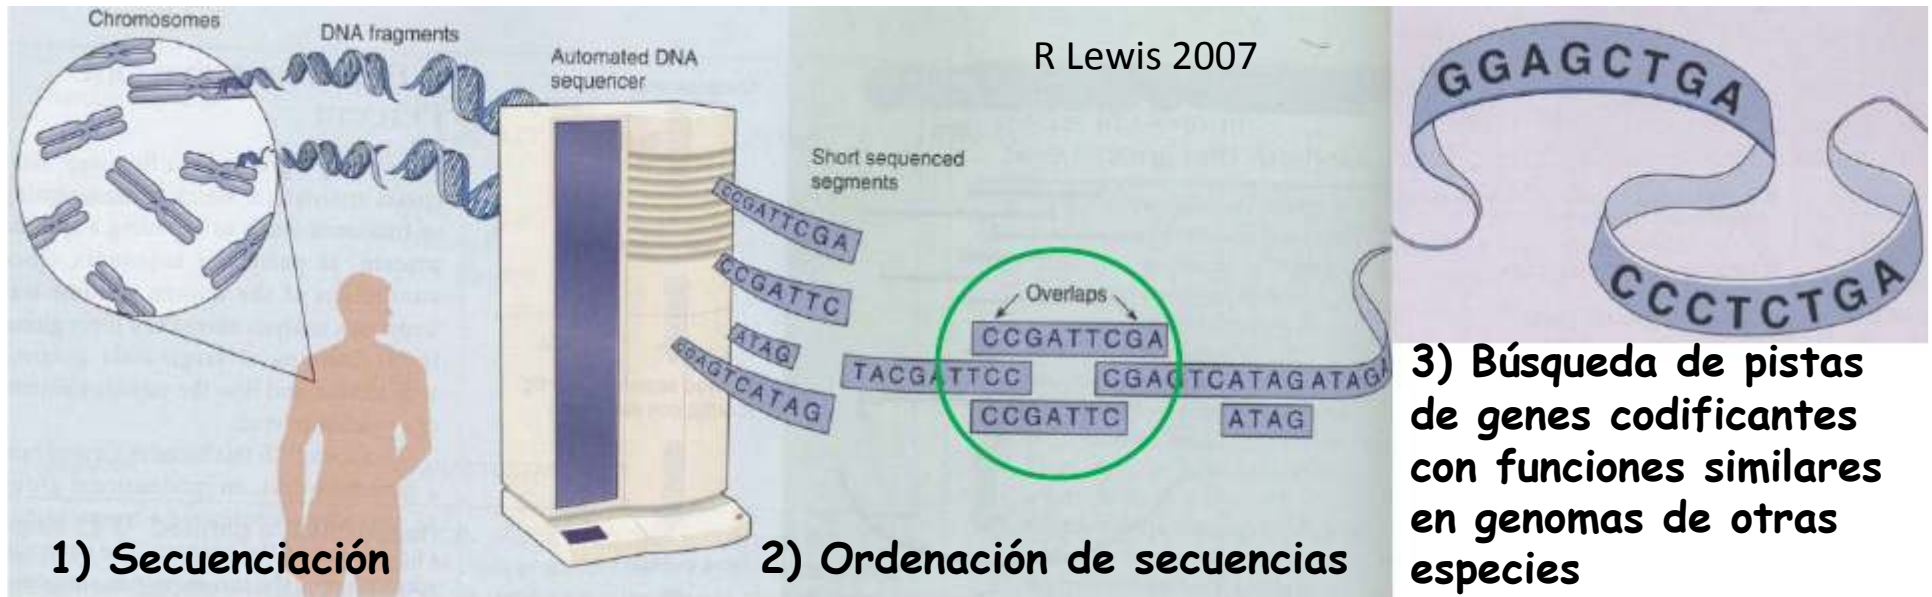 Chromosomes
DNA fragments
Automated DNA
sequencer
R Lewis 2007
Short sequenced
segments
CCGATTCGA
CCGATTC
ATAG
CGAGTCATAG
Overlaps
CCGATTCGA
TACGATTCC
CGAGTCATAGATAGA
CCGATTC
ATAG
GGAGCTGA
CCCTCTGA
1) Secuenciación
2) Ordenación de secuencias
3) Búsqueda de pistas
de genes codificantes
con funciones similares
en genomas de otras
especies